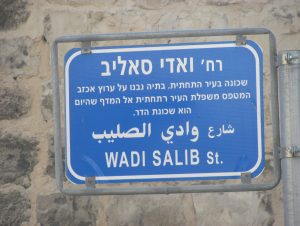 רח׳ ואדי סאליב
שכונה בעיר התחתית. בתיה נבנו על ערוץ אכזב
המטפס משפלת העיר התחתית אל המדף שהיום
הוא שכונת הדר.
شارع وادي الصليب
WADI SALIB St.